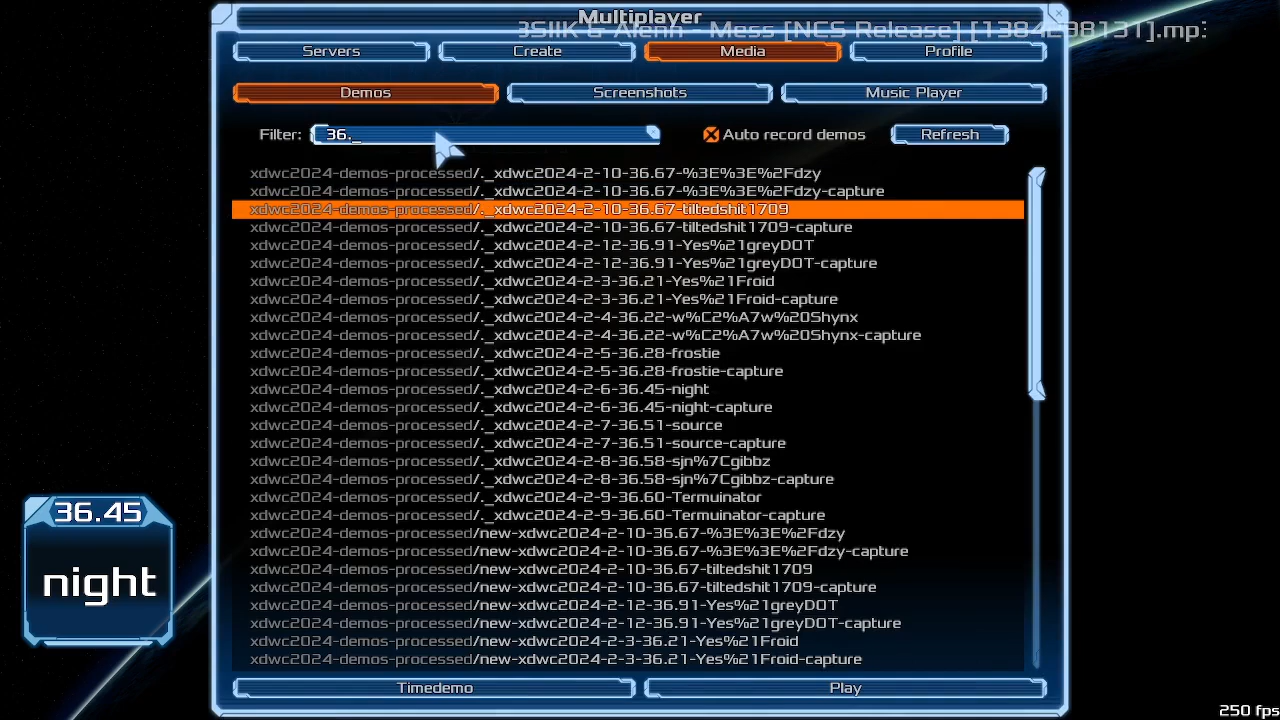 Multiplayer
3SIIK & Alenn - Mess [NCS Release] [1384298131].mp3
Servers Create Media Profile
Demos Screenshots Music Player
Filter: 36._ Auto record demos Refresh
xdwc2024-demos-processed/._xdwc2024-2-10-36.67-%3E%3E%2Fdzy
xdwc2024-demos-processed/._xdwc2024-2-10-36.67-%3E%3E%2Fdzy-capture
xdwc2024-demos-processed/._xdwc2024-2-10-36.67-tiltedshit1709
xdwc2024-demos-processed/._xdwc2024-2-10-36.67-tiltedshit1709-capture
xdwc2024-demos-processed/._xdwc2024-2-12-36.91-Yes%21greyDOT
xdwc2024-demos-processed/._xdwc2024-2-12-36.91-Yes%21greyDOT-capture
xdwc2024-demos-processed/._xdwc2024-2-3-36.21-Yes%21Froid
xdwc2024-demos-processed/._xdwc2024-2-3-36.21-Yes%21Froid-capture
xdwc2024-demos-processed/._xdwc2024-2-4-36.22-w%C2%A7w%20Shynx
xdwc2024-demos-processed/._xdwc2024-2-4-36.22-w%C2%A7w%20Shynx-capture
xdwc2024-demos-processed/._xdwc2024-2-5-36.28-frostie
xdwc2024-demos-processed/._xdwc2024-2-5-36.28-frostie-capture
xdwc2024-demos-processed/._xdwc2024-2-6-36.45-night
xdwc2024-demos-processed/._xdwc2024-2-6-36.45-night-capture
xdwc2024-demos-processed/._xdwc2024-2-7-36.51-source
xdwc2024-demos-processed/._xdwc2024-2-7-36.51-source-capture
xdwc2024-demos-processed/._xdwc2024-2-8-36.58-sjn%7Cgibbz
xdwc2024-demos-processed/._xdwc2024-2-8-36.58-sjn%7Cgibbz-capture
xdwc2024-demos-processed/._xdwc2024-2-9-36.60-Termuinator
xdwc2024-demos-processed/._xdwc2024-2-9-36.60-Termuinator-capture
xdwc2024-demos-processed/new-xdwc2024-2-10-36.67-%3E%3E%2Fdzy
xdwc2024-demos-processed/new-xdwc2024-2-10-36.67-%3E%3E%2Fdzy-capture
xdwc2024-demos-processed/new-xdwc2024-2-10-36.67-tiltedshit1709
xdwc2024-demos-processed/new-xdwc2024-2-10-36.67-tiltedshit1709-capture
xdwc2024-demos-processed/new-xdwc2024-2-12-36.91-Yes%21greyDOT
xdwc2024-demos-processed/new-xdwc2024-2-12-36.91-Yes%21greyDOT-capture
xdwc2024-demos-processed/new-xdwc2024-2-3-36.21-Yes%21Froid
xdwc2024-demos-processed/new-xdwc2024-2-3-36.21-Yes%21Froid-capture
36.45
night
Timedemo Play
250 fps